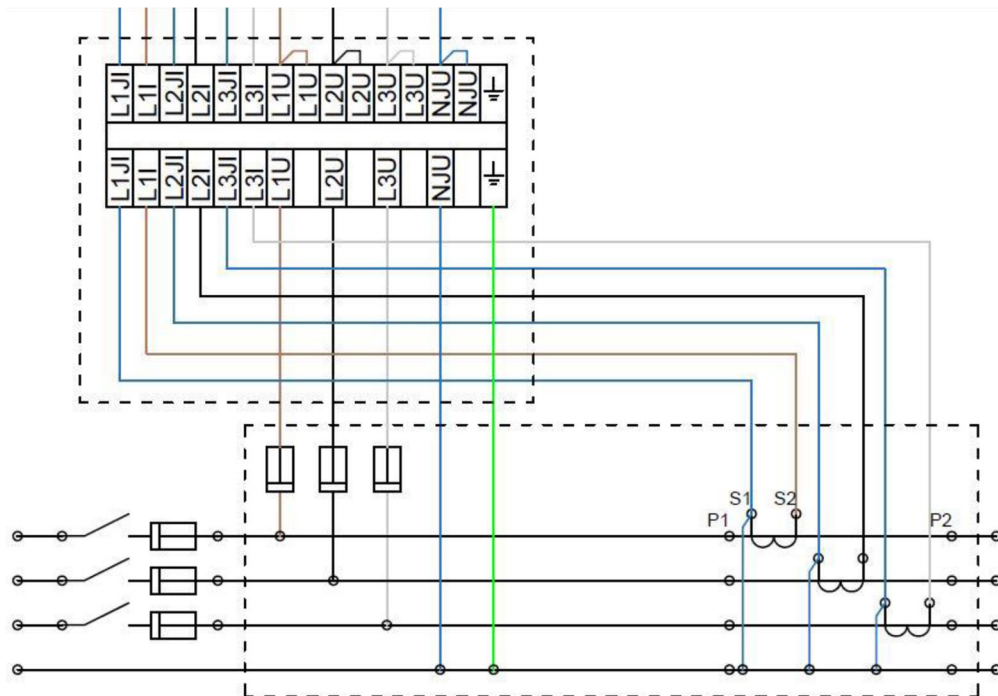 L1JI L1I L2JI L2I L3JI L3I L1U L1U L2U L2U L3U L3U NJU NJU
L1JI L1I L2JI L2I L3JI L3I L1U L2U L3U NJU
S1 S2
P1 P2